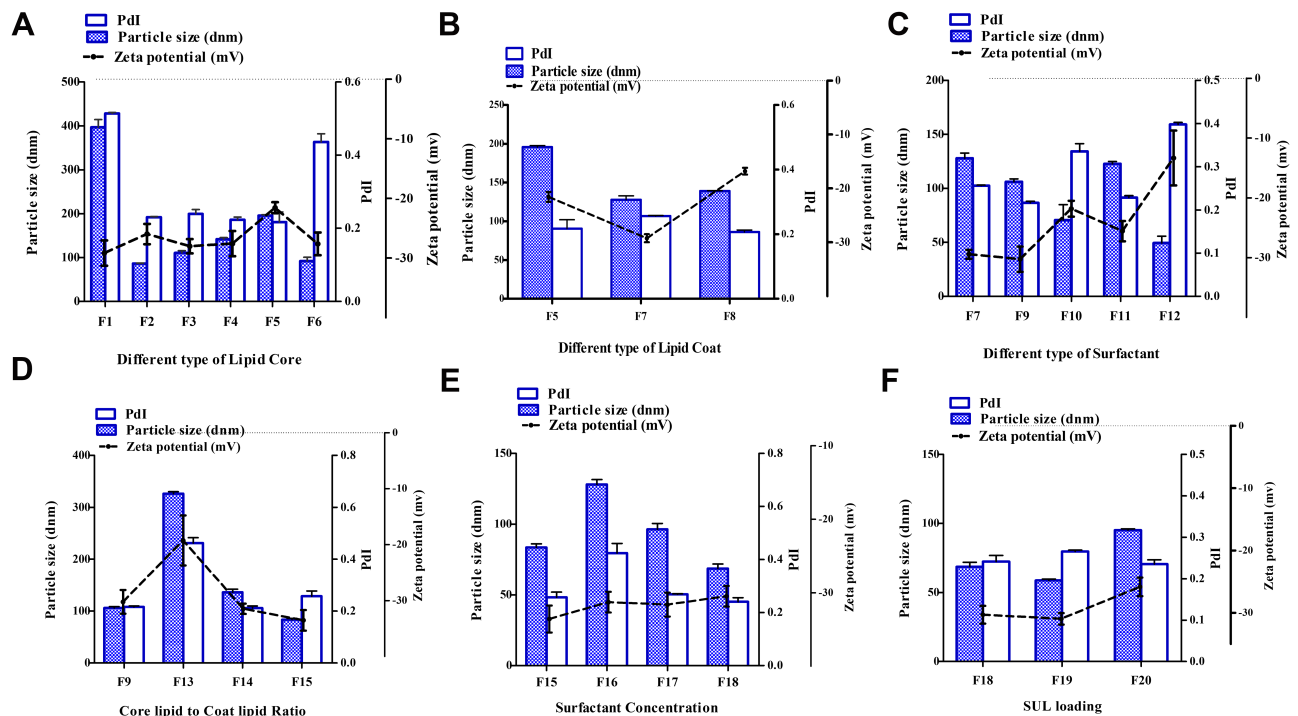 A
PdI
Particle size (dnm)
Zeta potential (mV)
500
400
300
200
100
0
Particle size (dnm)
0.6
0.4
0.2
0.0
PdI
0
-10
-20
-30
Zeta potential (mv)
F1 F2 F3 F4 F5 F6
Different type of Lipid Core
B
PdI
Particle size (dnm)
Zeta potential (mV)
250
200
150
100
50
0
Particle size (dnm)
0.6
0.4
0.2
0.0
PdI
0
-10
-20
-30
Zeta potential (mV)
F5 F7 F8
Different type of Lipid Coat
C
PdI
Particle size (dnm)
Zeta potential (mV)
200
150
100
50
0
Particle size (dnm)
0.5
0.4
0.3
0.2
0.1
0.0
PdI
0
-10
-20
-30
Zeta potential (mv)
F7 F9 F10 F11 F12
Different type of Surfactant
D
PdI
Particle size (dnm)
Zeta potential (mV)
400
300
200
100
0
Particle size (dnm)
0.8
0.6
0.4
0.2
0.0
PdI
0
-10
-20
-30
Zeta potential (mv)
F9 F13 F14 F15
Core lipid to Coat lipid Ratio
E
PdI
Particle size (dnm)
Zeta potential (mV)
150
100
50
0
Particle size (dnm)
0.8
0.6
0.4
0.2
0.0
PdI
-10
-20
-30
Zeta potential (mv)
F15 F16 F17 F18
Surfactant Concentration
F
PdI
Particle size (dnm)
Zeta potential (mV)
150
100
50
0
Particle size (dnm)
0.5
0.4
0.3
0.2
0.1
0.0
PdI
0
-10
-20
-30
Zeta potential (mv)
F18 F19 F20
SUL loading